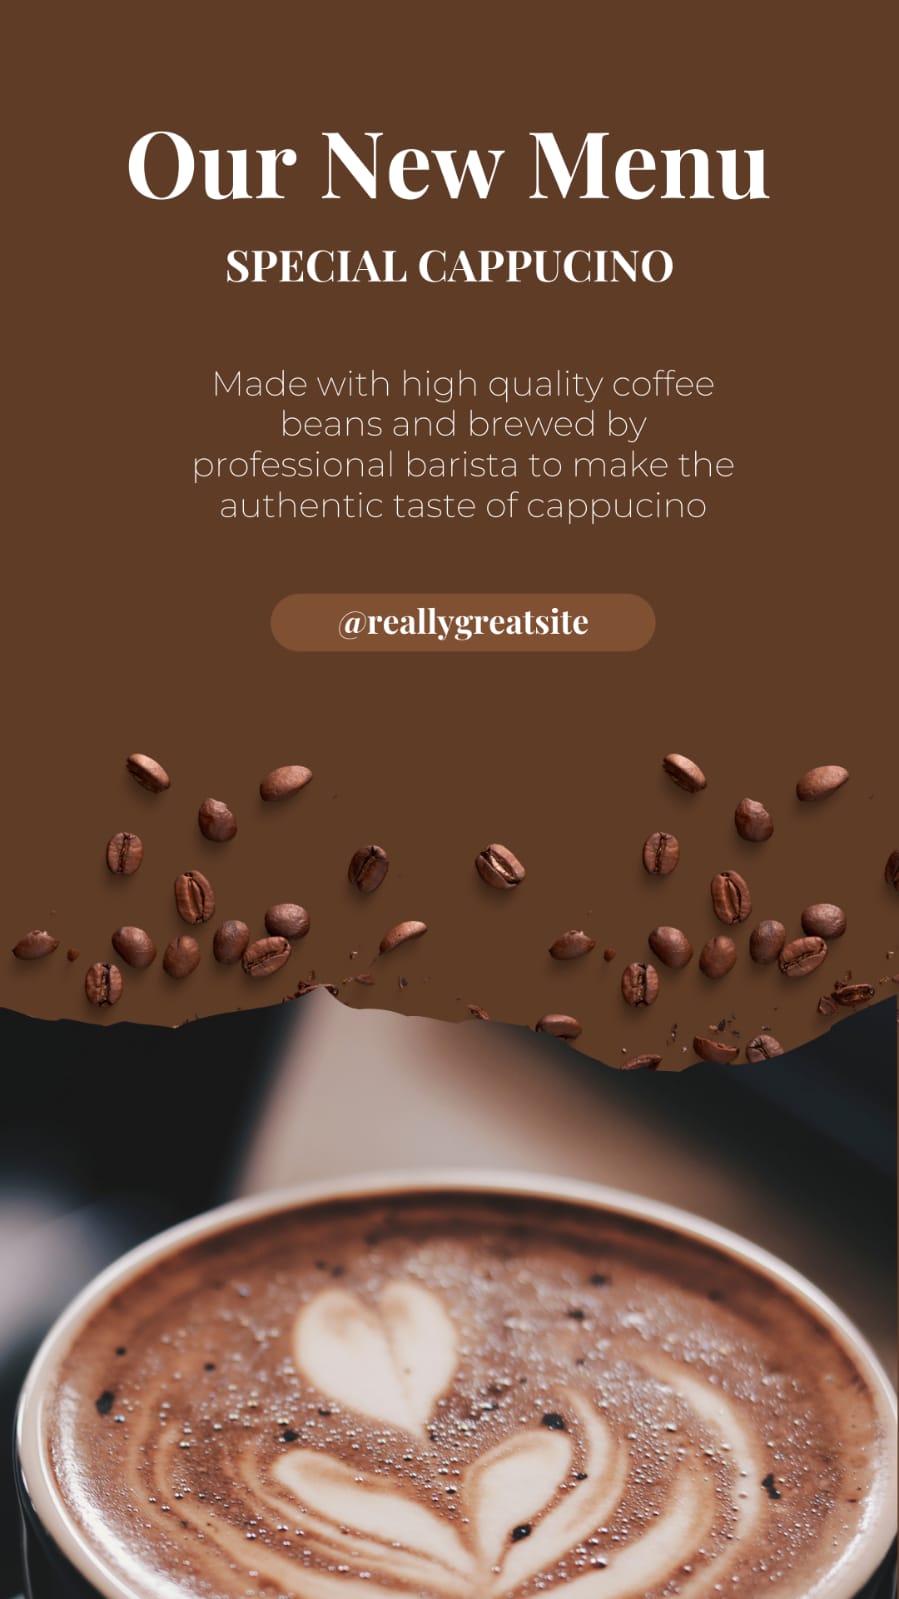 Our New Menu
SPECIAL CAPPUCINO
Made with high quality coffee
beans and brewed by
professional barista to make the
authentic taste of cappucino
@reallygreatsite